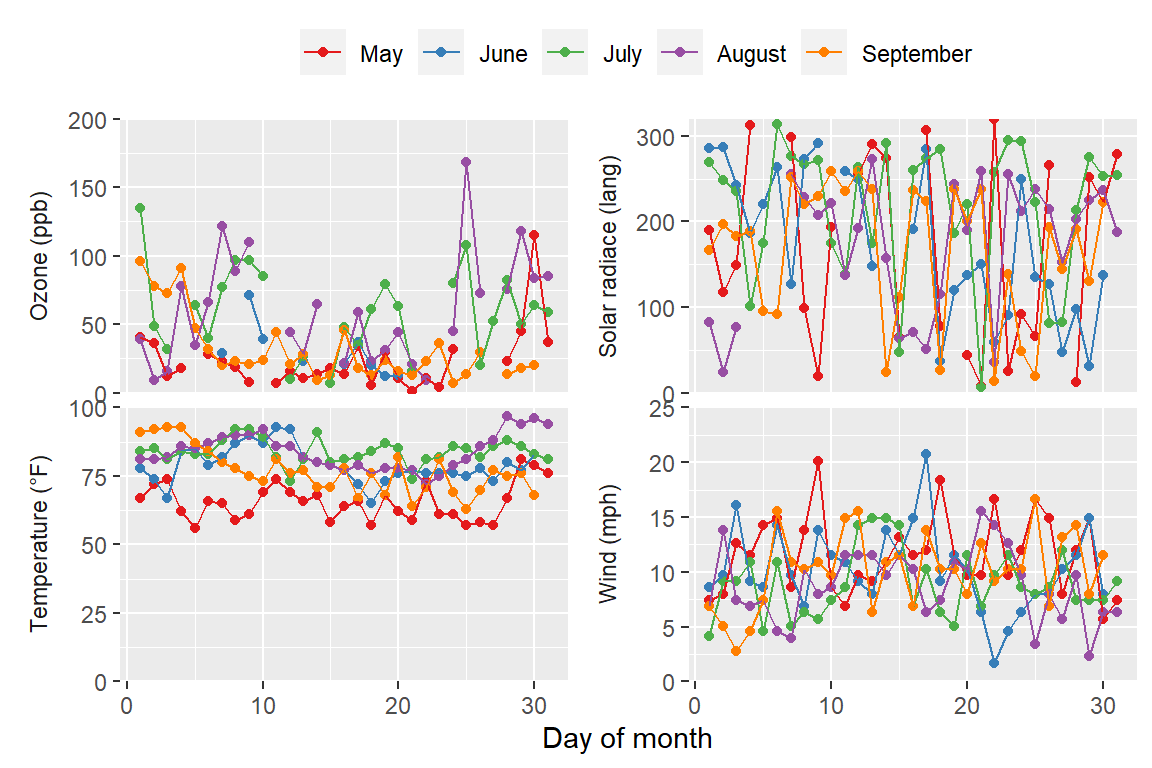 May June July August September
Ozone (ppb)
200
150
100
50
0
Solar radiace (lang)
300
200
100
0
Temperature (°F)
100
75
50
25
0
0 10 20 30
Wind (mph)
25
20
15
10
5
0
0 10 20 30
Day of month